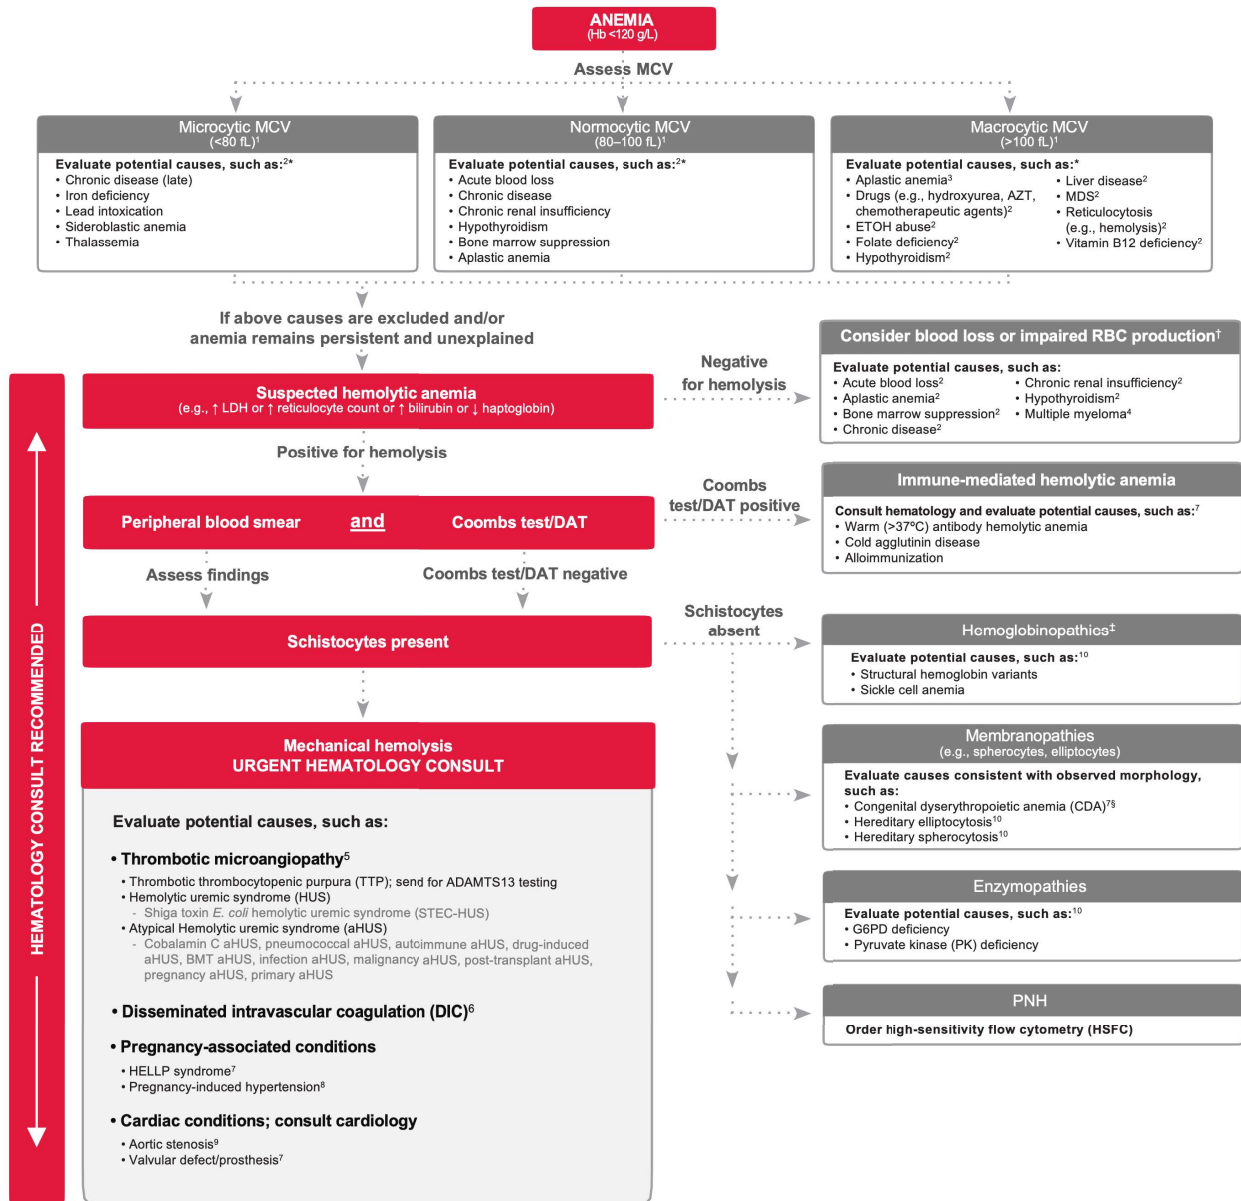 ANEMIA
(Hb <120 g/L)
Assess MCV
Microcytic MCV
(<80 fL)¹
Evaluate potential causes, such as:²*
• Chronic disease (late)
• Iron deficiency
• Lead intoxication
• Sideroblastic anemia
• Thalassemia
Normocytic MCV
(80–100 fL)¹
Evaluate potential causes, such as:²*
• Acute blood loss
• Chronic disease
• Chronic renal insufficiency
• Hypothyroidism
• Bone marrow suppression
• Aplastic anemia
Macrocytic MCV
(>100 fL)¹
Evaluate potential causes, such as:*
• Aplastic anemia³
• Drugs (e.g., hydroxyurea, AZT,
chemotherapeutic agents)²
• ETOH abuse²
• Folate deficiency²
• Hypothyroidism²
• Liver disease²
• MDS²
• Reticulocytosis
(e.g., hemolysis)²
• Vitamin B12 deficiency²
If above causes are excluded and/or
anemia remains persistent and unexplained
HEMATOLOGY CONSULT RECOMMENDED
Suspected hemolytic anemia
(e.g., ↑ LDH or ↑ reticulocyte count or ↑ bilirubin or ↓ haptoglobin)
Negative
for hemolysis
Consider blood loss or impaired RBC production†
Evaluate potential causes, such as:
• Acute blood loss²
• Aplastic anemia²
• Bone marrow suppression²
• Chronic disease²
• Chronic renal insufficiency²
• Hypothyroidism²
• Multiple myeloma⁴
Positive for hemolysis
Peripheral blood smear and Coombs test/DAT
Coombs
test/DAT positive
Immune-mediated hemolytic anemia
Consult hematology and evaluate potential causes, such as:⁷
• Warm (>37ºC) antibody hemolytic anemia
• Cold agglutinin disease
• Alloimmunization
Assess findings
Coombs test/DAT negative
Schistocytes present
Schistocytes
absent
Hemoglobinopathies‡
Evaluate potential causes, such as:¹⁰
• Structural hemoglobin variants
• Sickle cell anemia
Membranopathies
(e.g., spherocytes, elliptocytes)
Evaluate causes consistent with observed morphology,
such as:
• Congenital dyserythropoietic anemia (CDA)⁷§
• Hereditary elliptocytosis¹⁰
• Hereditary spherocytosis¹⁰
Enzymopathies
Evaluate potential causes, such as:¹⁰
• G6PD deficiency
• Pyruvate kinase (PK) deficiency
PNH
Order high-sensitivity flow cytometry (HSFC)
Mechanical hemolysis
URGENT HEMATOLOGY CONSULT
Evaluate potential causes, such as:
• Thrombotic microangiopathy⁵
• Thrombotic thrombocytopenic purpura (TTP); send for ADAMTS13 testing
• Hemolytic uremic syndrome (HUS)
- Shiga toxin E. coli hemolytic uremic syndrome (STEC-HUS)
• Atypical Hemolytic uremic syndrome (aHUS)
- Cobalamin C aHUS, pneumococcal aHUS, autoimmune aHUS, drug-induced
aHUS, BMT aHUS, infection aHUS, malignancy aHUS, post-transplant aHUS,
pregnancy aHUS, primary aHUS
• Disseminated intravascular coagulation (DIC)⁶
• Pregnancy-associated conditions
• HELLP syndrome⁷
• Pregnancy-induced hypertension⁸
• Cardiac conditions; consult cardiology
• Aortic stenosis⁹
• Valvular defect/prosthesis⁷